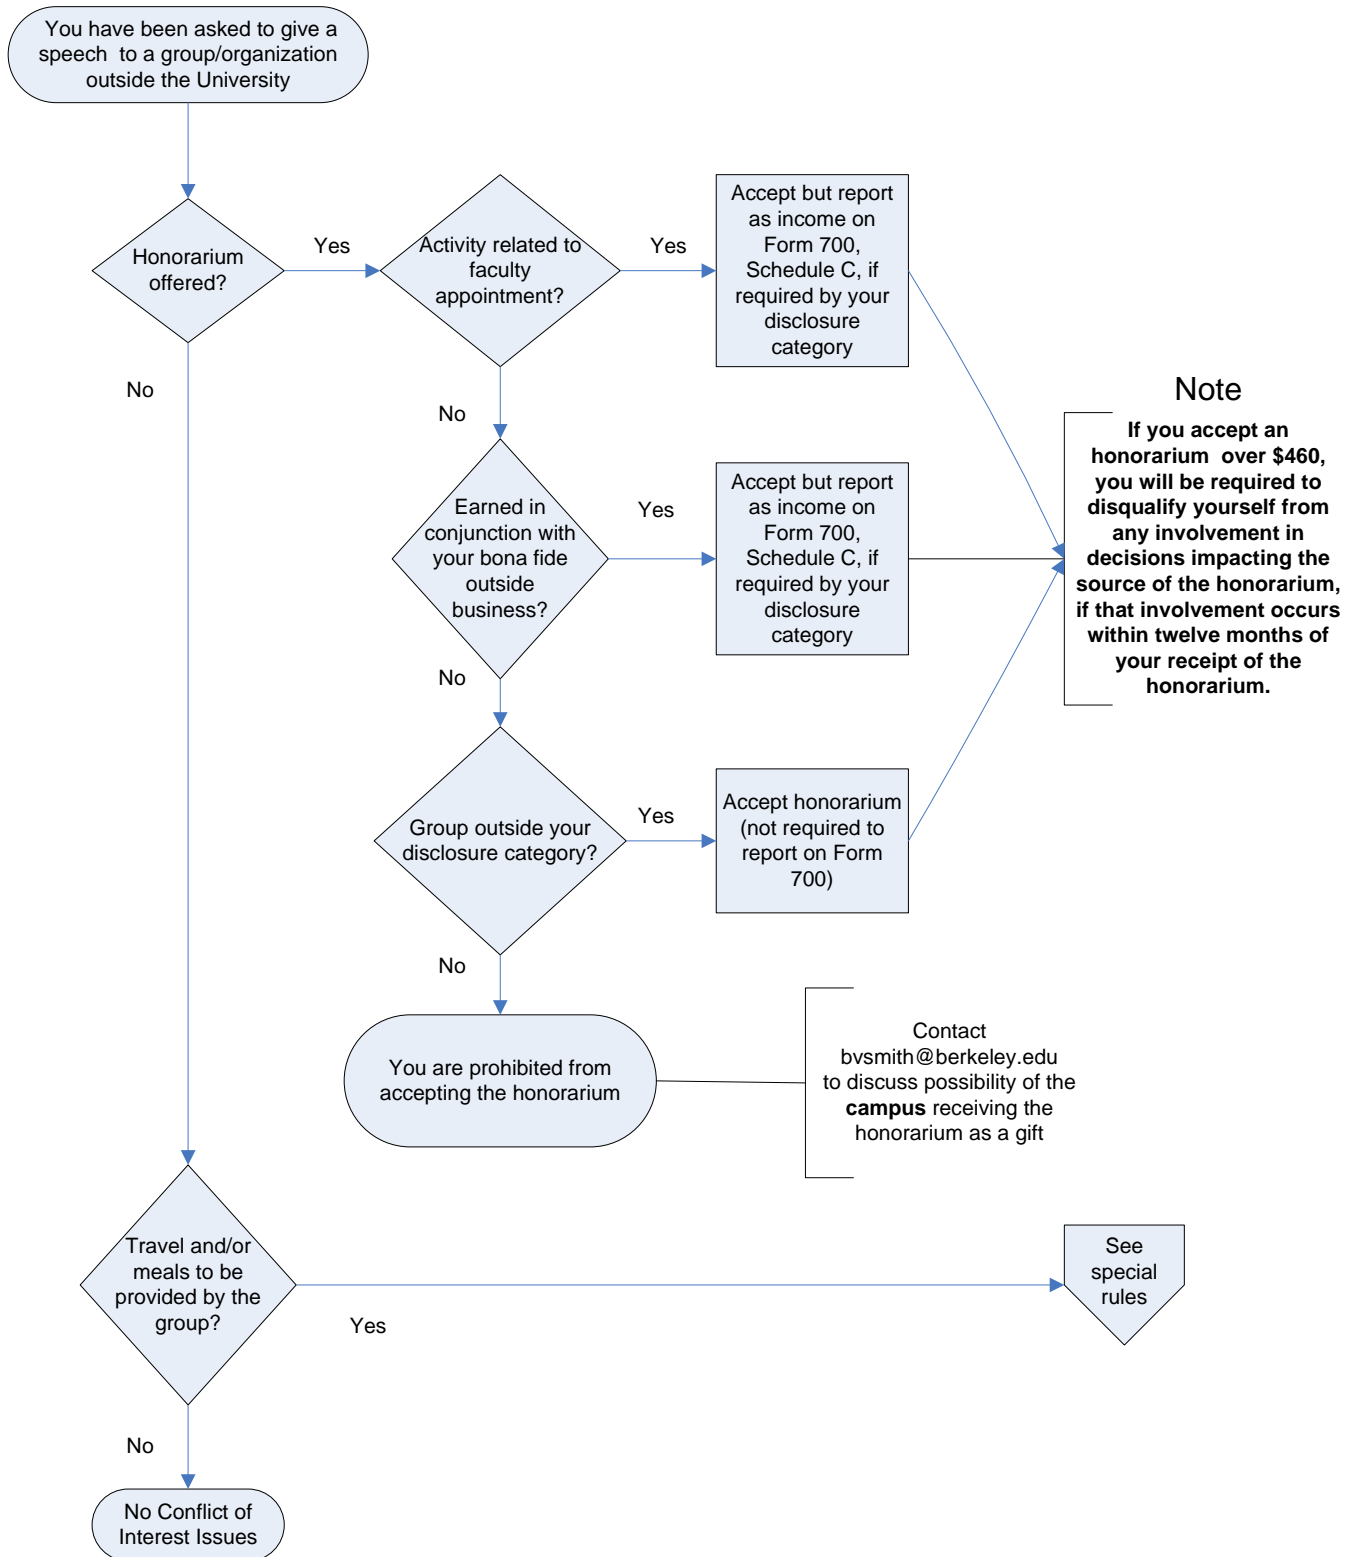 You have been asked to give a
speech to a group/organization
outside the University
Honorarium
offered?
Yes
No
Activity related to
faculty
appointment?
Yes
No
Accept but report
as income on
Form 700,
Schedule C, if
required by your
disclosure
category
Earned in
conjunction with
your bona fide
outside
business?
Yes
No
Accept but report
as income on
Form 700,
Schedule C, if
required by your
disclosure
category
Note
If you accept an
honorarium over $460,
you will be required to
disqualify yourself from
any involvement in
decisions impacting the
source of the honorarium,
if that involvement occurs
within twelve months of
your receipt of the
honorarium.
Group outside your
disclosure category?
Yes
No
Accept honorarium
(not required to
report on Form
700)
You are prohibited from
accepting the honorarium
Contact
bvsmith@berkeley.edu
to discuss possibility of the
campus receiving the
honorarium as a gift
Travel and/or
meals to be
provided by the
group?
Yes
No
See
special
rules
No Conflict of
Interest Issues